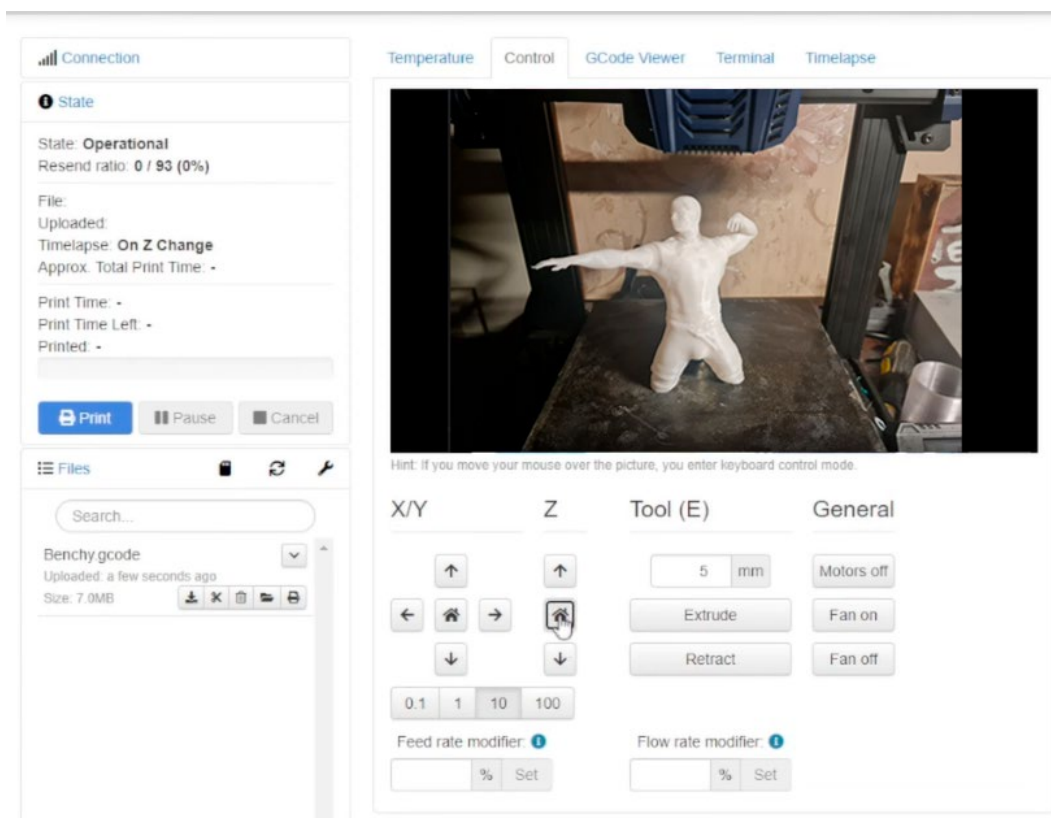 Connection
State
State: Operational
Resend ratio: 0 / 93 (0%)
File:
Uploaded:
Timelapse: On Z Change
Approx. Total Print Time: -
Print Time: -
Print Time Left: -
Printed: -
Print Pause Cancel
Files
Search...
Benchy.gcode
Uploaded: a few seconds ago
Size: 7.0MB
Temperature Control GCode Viewer Terminal Timelapse
Hint: If you move your mouse over the picture, you enter keyboard control mode.
X/Y Z Tool (E) General
5 mm Motors off
Extrude Fan on
Retract Fan off
0.1 1 10 100
Feed rate modifier: Flow rate modifier:
% Set % Set